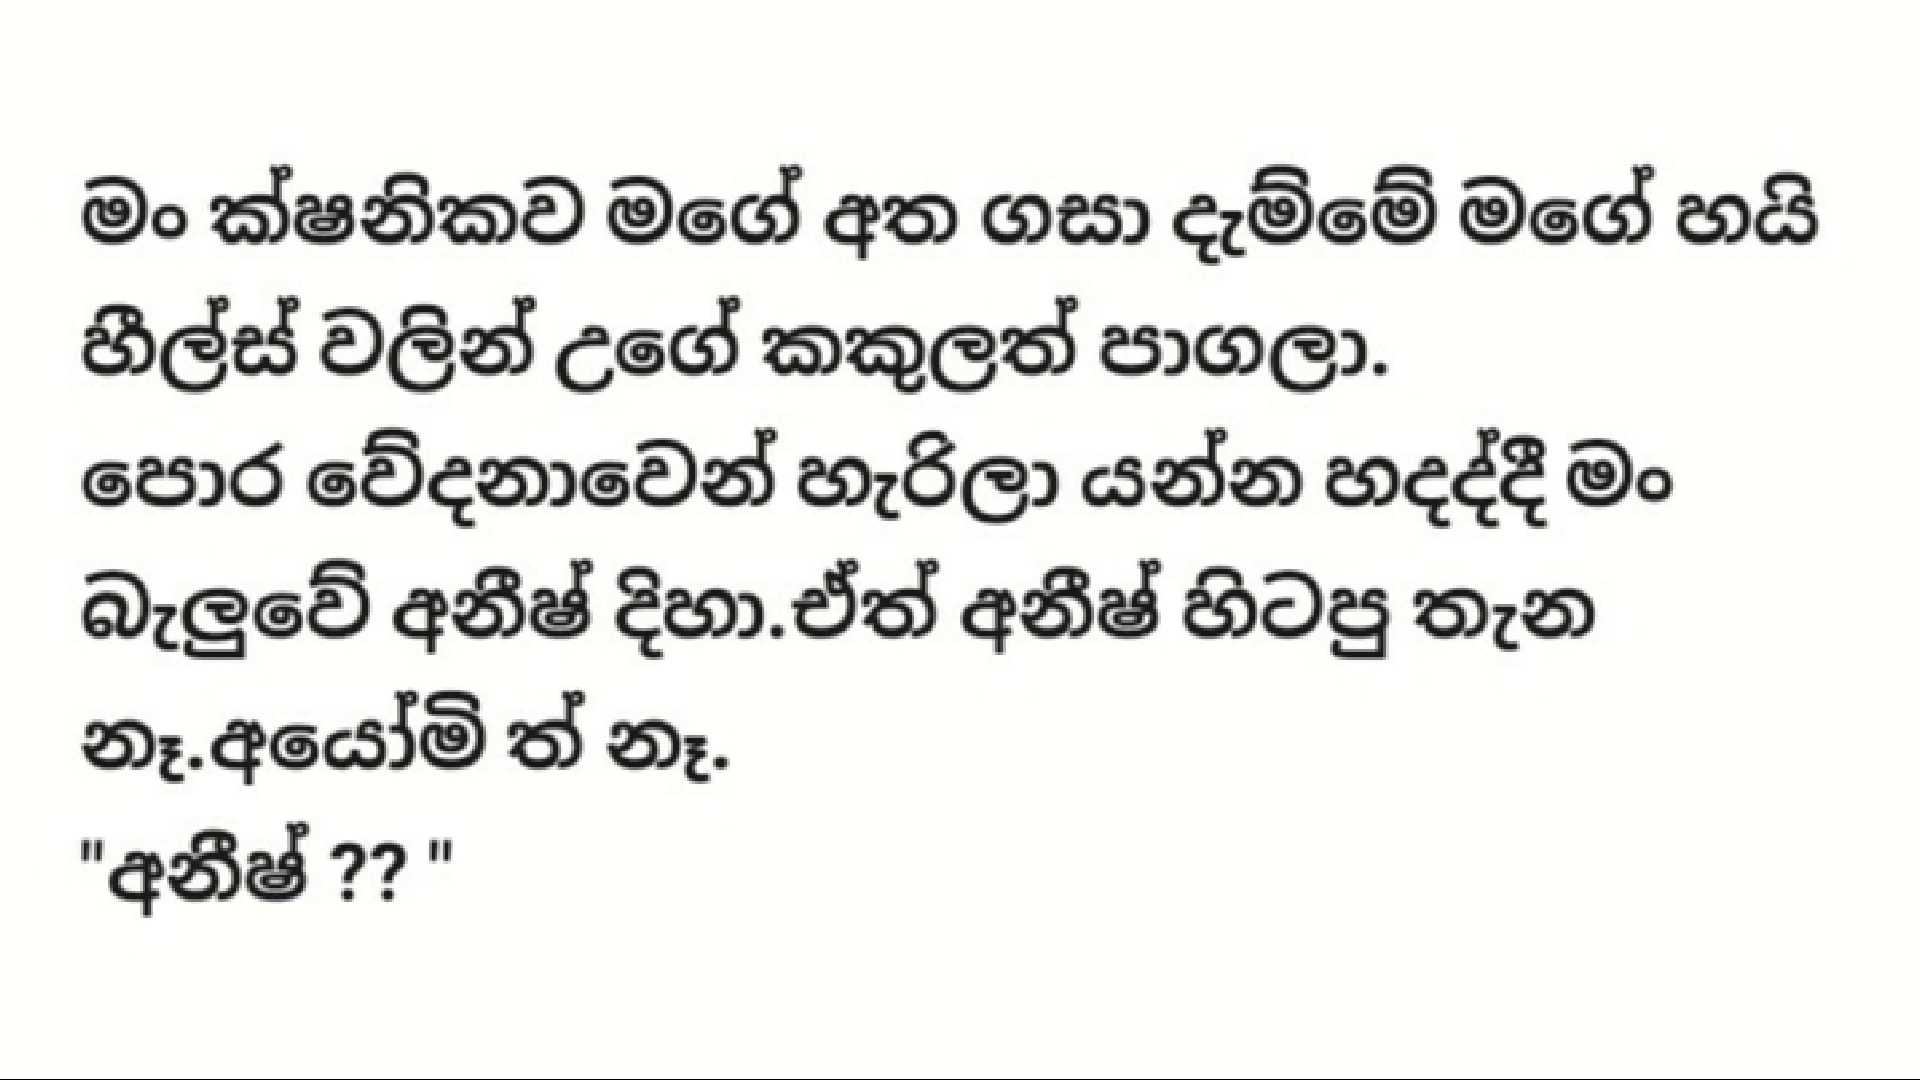 මං ක්ෂනිකව මගේ අත ගසා දැම්මේ මගේ හයි
හීල්ස් වලින් උගේ කකුලත් පාගලා.
පොර වේදනාවෙන් හැරිලා යන්න හදද්දී මං
බැලුවේ අනීෂ් දිහා.ඒත් අනීෂ් හිටපු තැන
නෑ.අයෝමි ත් නෑ.
"අනීෂ් ?? "